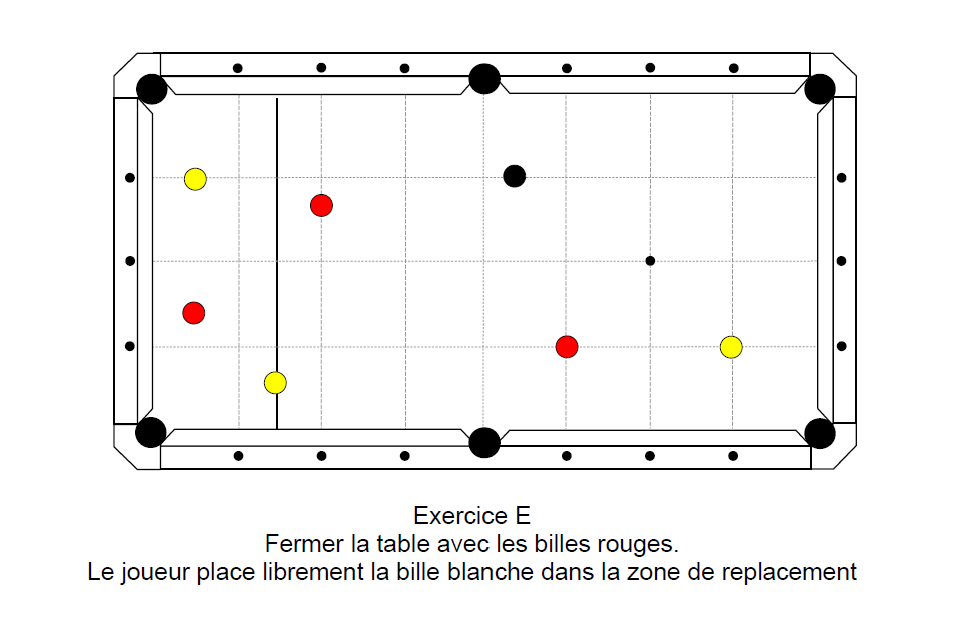 Exercice E
Fermer la table avec les billes rouges.
Le joueur place librement la bille blanche dans la zone de replacement